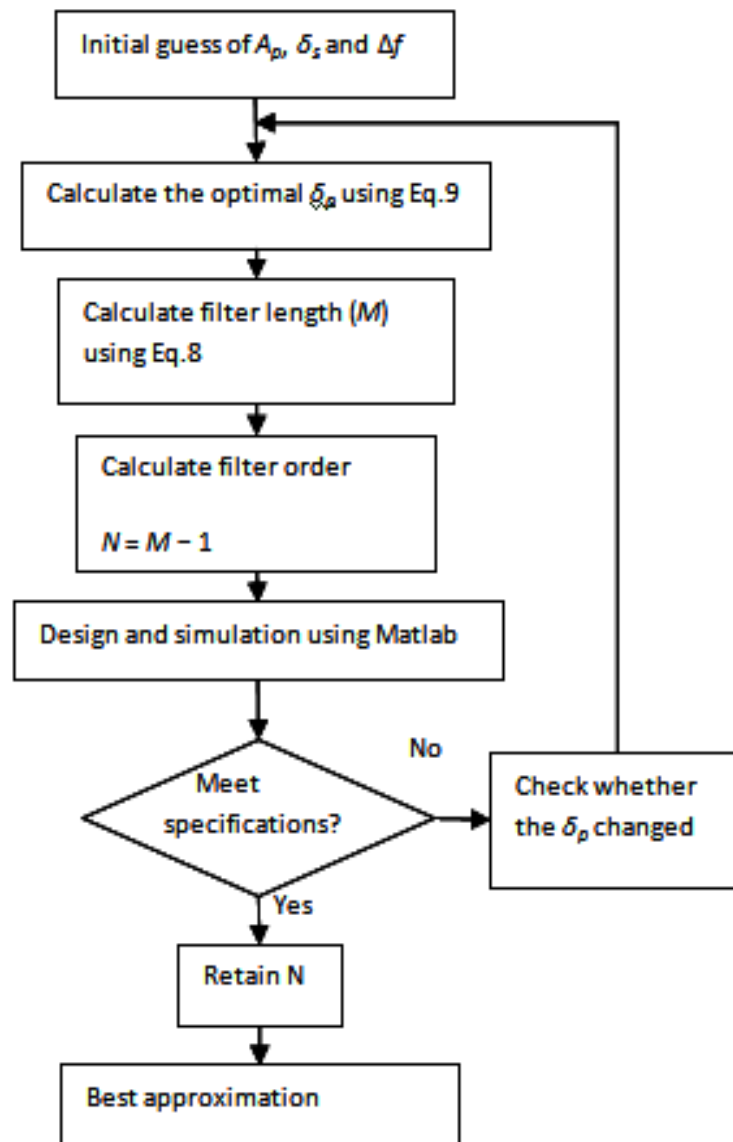 Initial guess of Aₚ, δₛ and Δf
Calculate the optimal δₚ using Eq.9
Calculate filter length (M)
using Eq.8
Calculate filter order
N = M − 1
Design and simulation using Matlab
No
Meet
specifications?
Check whether
the δₚ changed
Yes
Retain N
Best approximation